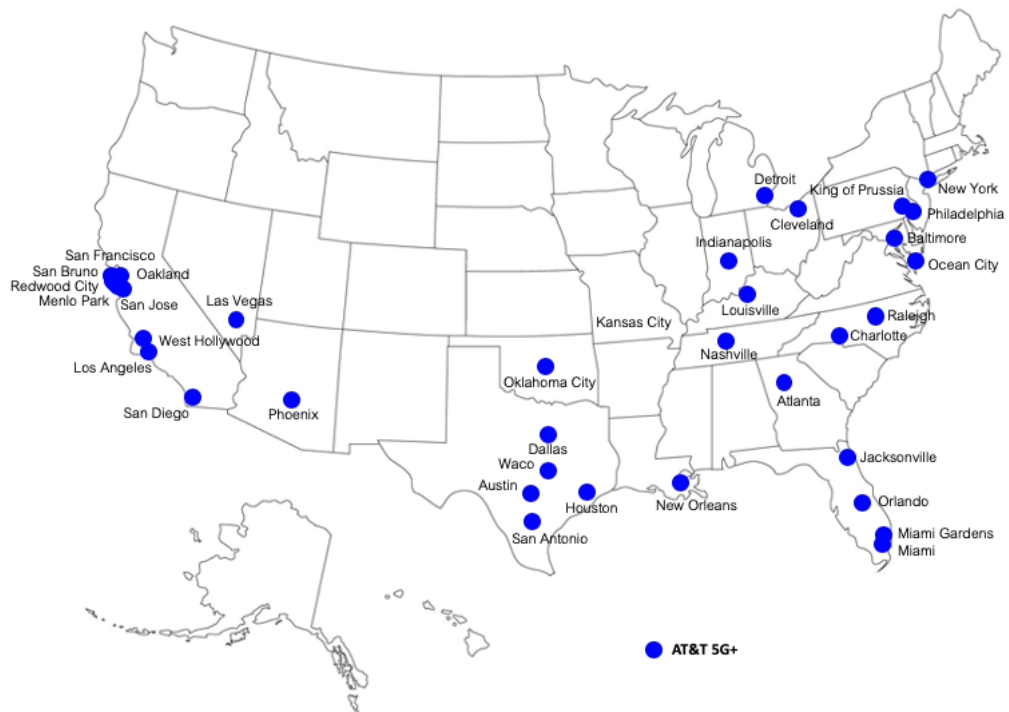 Detroit
King of Prussia
New York
Cleveland
Philadelphia
Indianapolis
Baltimore
San Francisco
Ocean City
San Bruno
Oakland
Redwood City
Menlo Park
San Jose
Las Vegas
Louisville
Kansas City
Raleigh
West Hollywood
Charlotte
Nashville
Los Angeles
Oklahoma City
Atlanta
San Diego
Phoenix
Dallas
Jacksonville
Waco
Austin
Houston
New Orleans
Orlando
San Antonio
Miami Gardens
Miami
AT&T 5G+